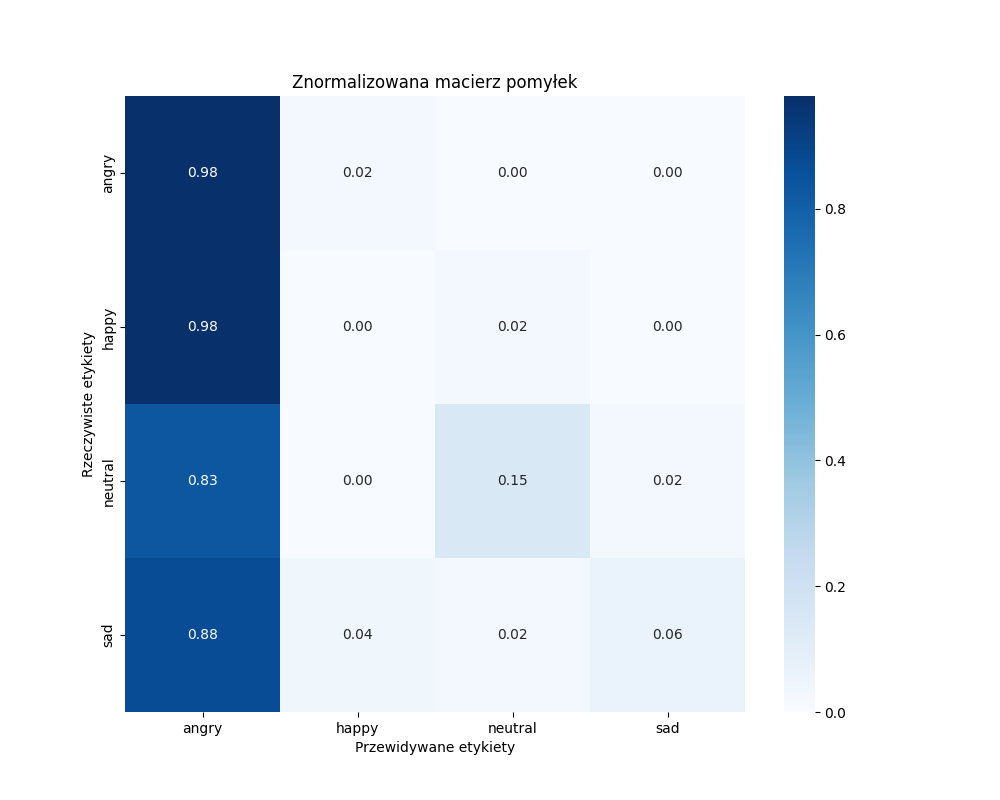 Znormalizowana macierz pomyłek
Rzeczywiste etykiety
angry
0.98
0.02
0.00
0.00
happy
0.98
0.00
0.02
0.00
neutral
0.83
0.00
0.15
0.02
sad
0.88
0.04
0.02
0.06
angry
happy
neutral
sad
Przewidywane etykiety
0.8
0.6
0.4
0.2
0.0